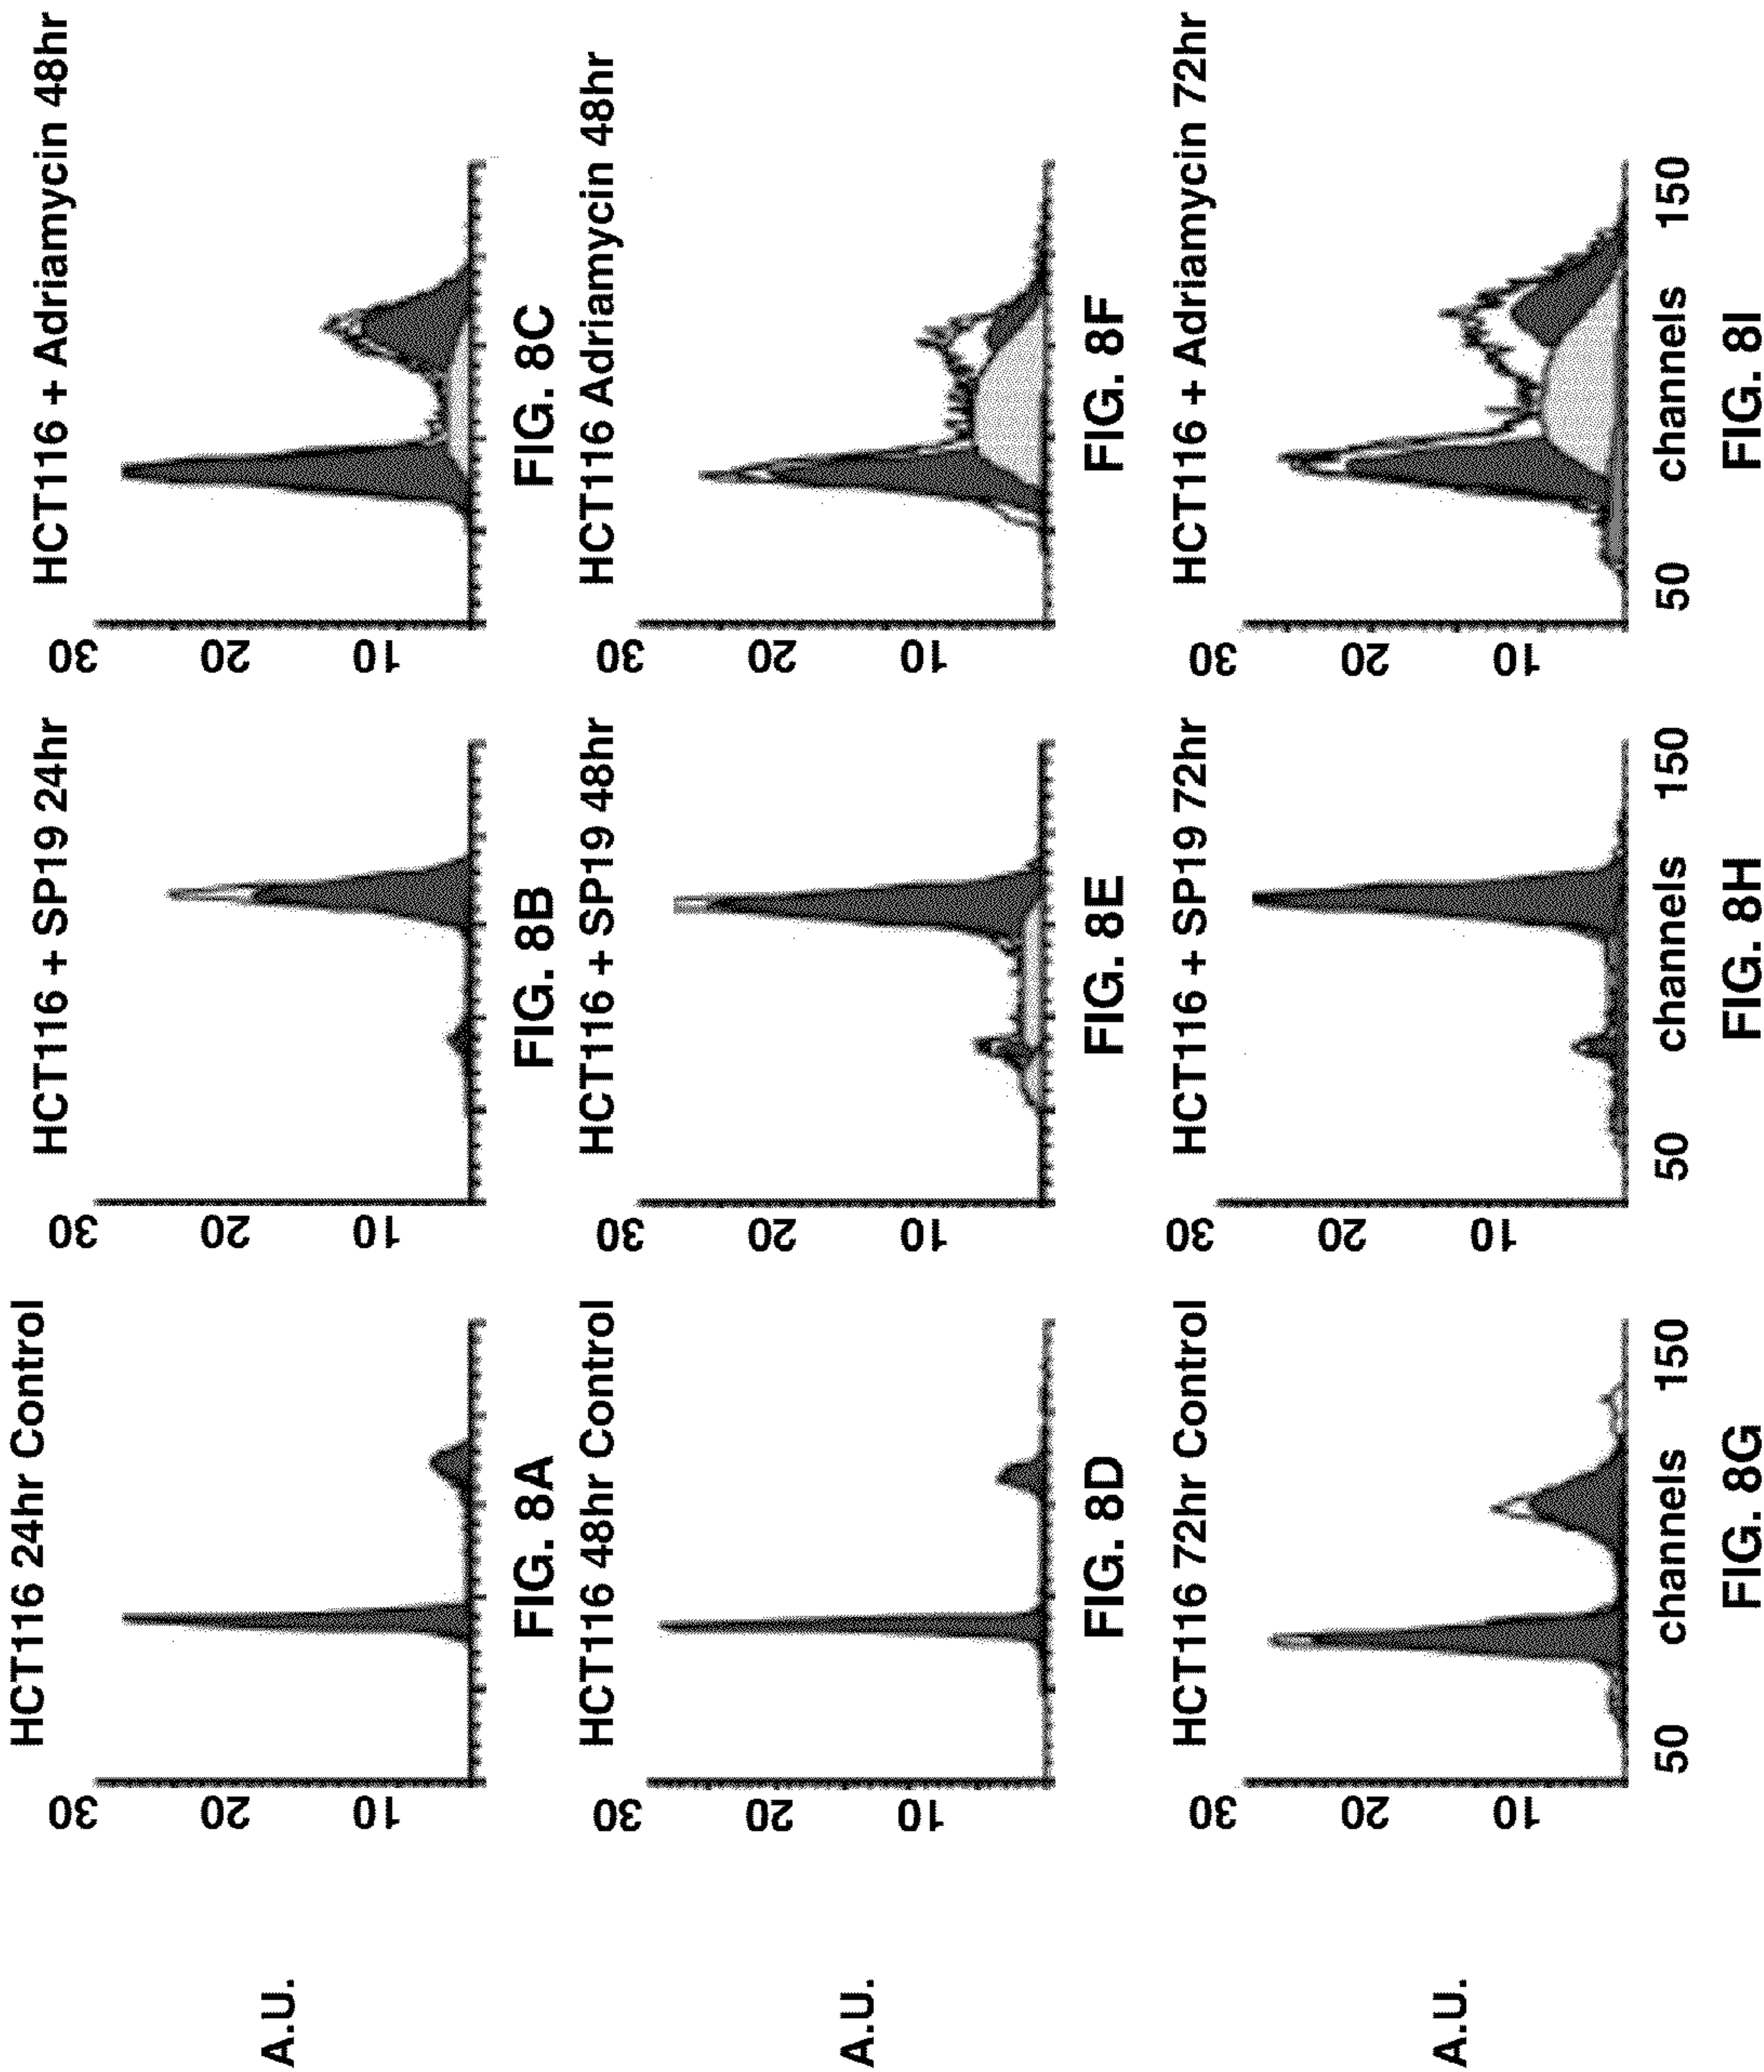 HCT116 24hr Control
HCT116 + SP19 24hr
HCT116 + Adriamycin 48hr
A.U.
30
20
10
30
20
10
30
20
10
FIG. 8A
FIG. 8B
FIG. 8C
HCT116 48hr Control
HCT116 + SP19 48hr
HCT116 Adriamycin 48hr
A.U.
30
20
10
30
20
10
30
20
10
FIG. 8D
FIG. 8E
FIG. 8F
HCT116 72hr Control
HCT116 + SP19 72hr
HCT116 + Adriamycin 72hr
A.U.
30
20
10
30
20
10
30
20
10
50 channels 150
50 channels 150
50 channels 150
FIG. 8G
FIG. 8H
FIG. 8I